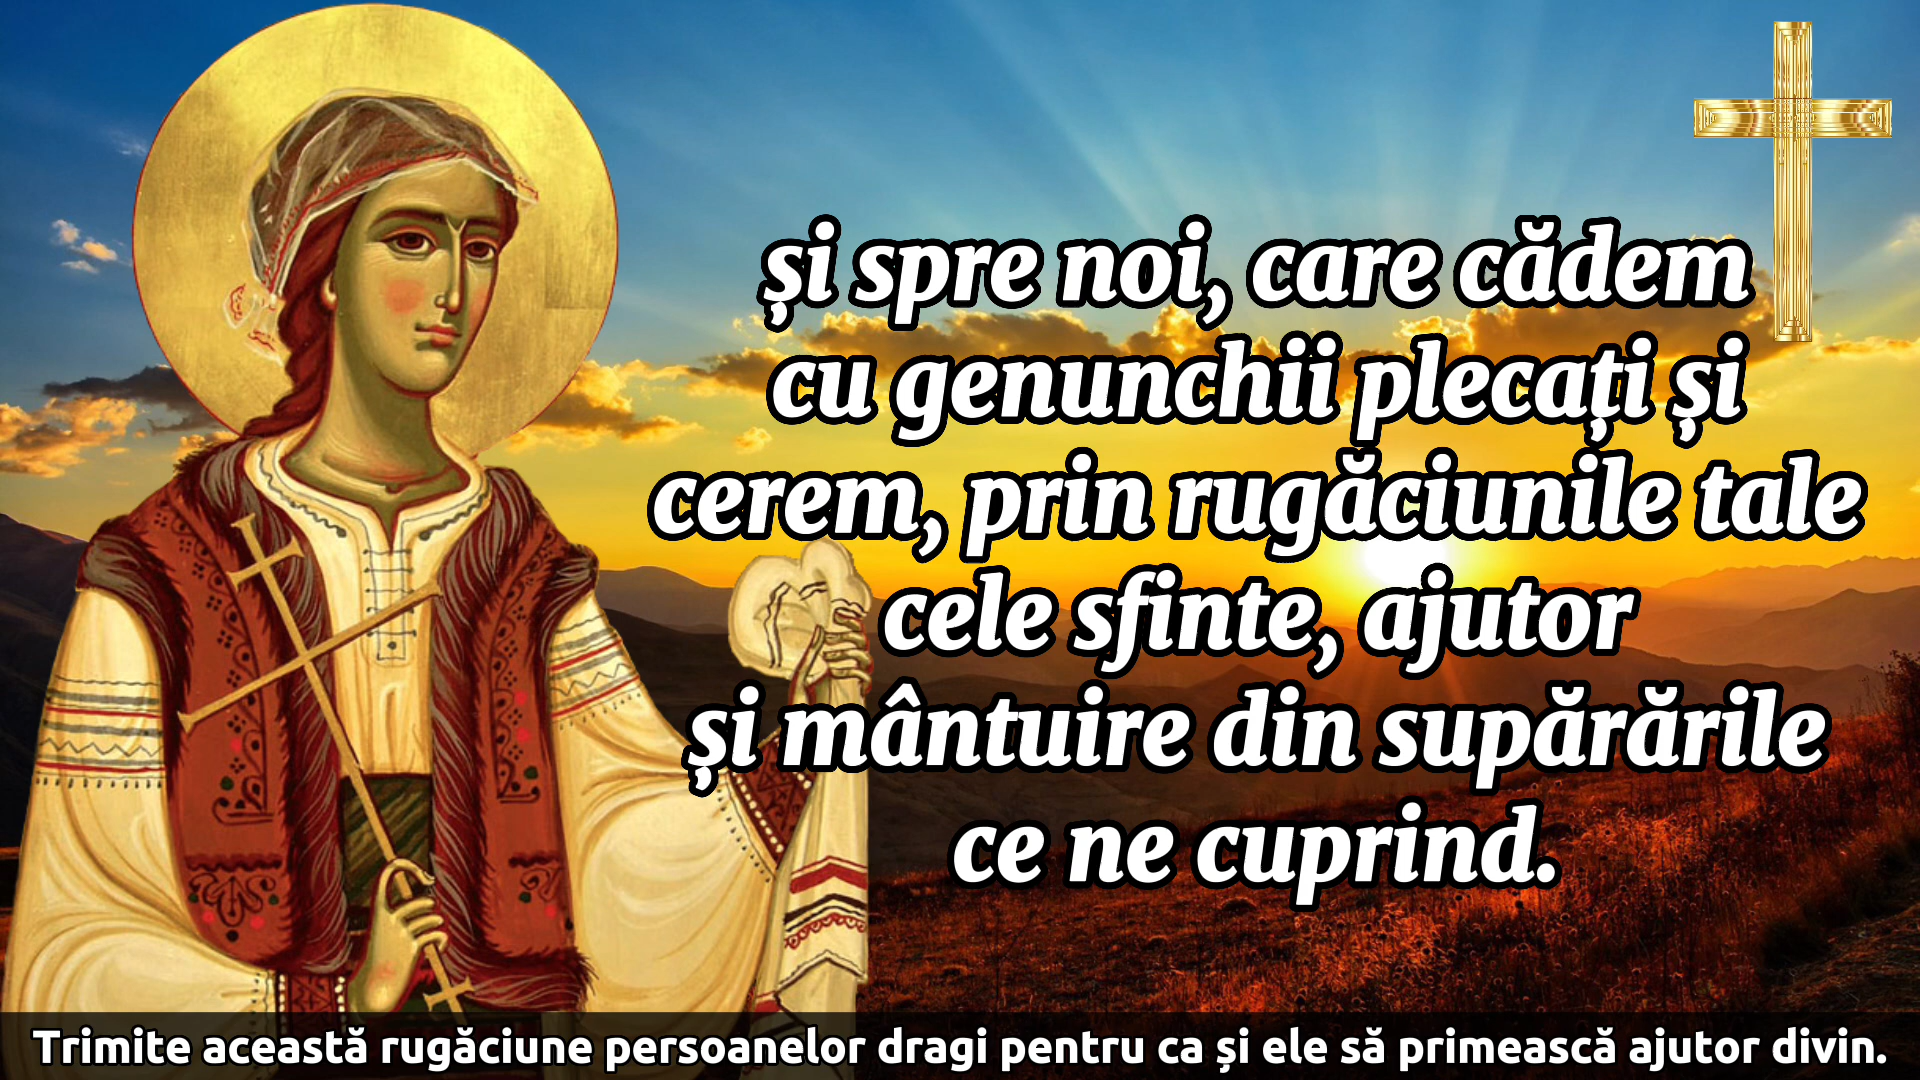 și spre noi, care cădem
cu genunchii plecați și
cerem, prin rugăciunile tale
cele sfinte, ajutor
și mântuire din supărările
ce ne cuprind.
Trimite această rugăciune persoanelor dragi pentru ca și ele să primească ajutor divin.